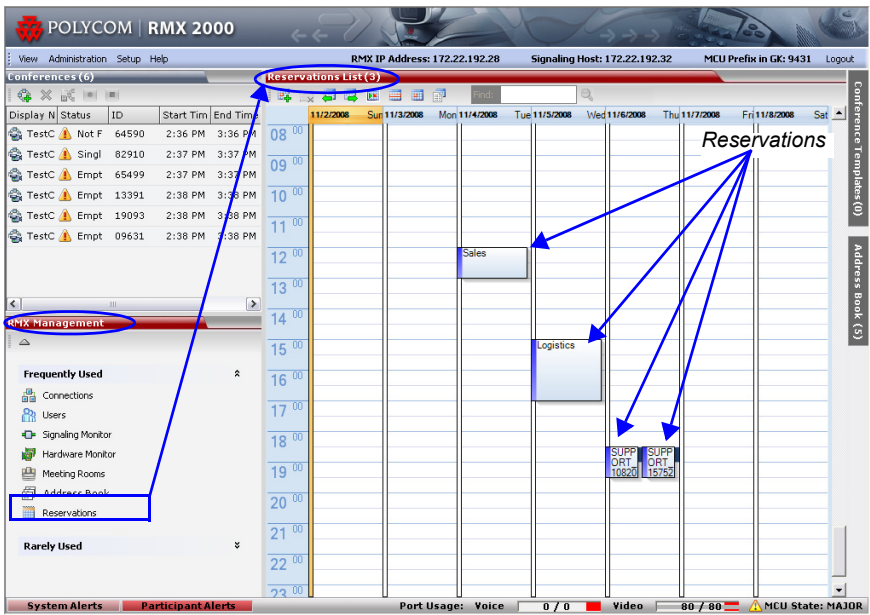 POLYCOM | RMX 2000
View Administration Setup Help RMX IP Address: 172.22.192.28 Signaling Host: 172.22.192.32 MCU Prefix in GK: 9431 Logout
Conferences (6)
Display N Status ID Start Tim End Time
TestC Not F 64590 2:36 PM 3:36 PM
TestC Singl 82910 2:37 PM 3:37 PM
TestC Empt 65499 2:37 PM 3:37 PM
TestC Empt 13391 2:38 PM 3:38 PM
TestC Empt 19093 2:38 PM 3:38 PM
TestC Empt 09631 2:38 PM 3:38 PM
RMX Management
Frequently Used
Connections
Users
Signaling Monitor
Hardware Monitor
Meeting Rooms
Address Book
Reservations
Rarely Used
Reservations List (3)
Find:
11/2/2008 Sun 11/3/2008 Mon 11/4/2008 Tue 11/5/2008 Wed 11/6/2008 Thu 11/7/2008 Fri 11/8/2008 Sat
Reservations
08 00
09 00
10 00
11 00
12 00
Sales
13 00
14 00
15 00
Logistics
16 00
17 00
18 00
SUPP
ORT_
10820
SUPP
ORT_
15752
19 00
20 00
21 00
22 00
23 00
Conference Templates (0)
Address Book (5)
System Alerts Participant Alerts Port Usage: Voice 0 / 0 Video 80 / 80 MCU State: MAJOR